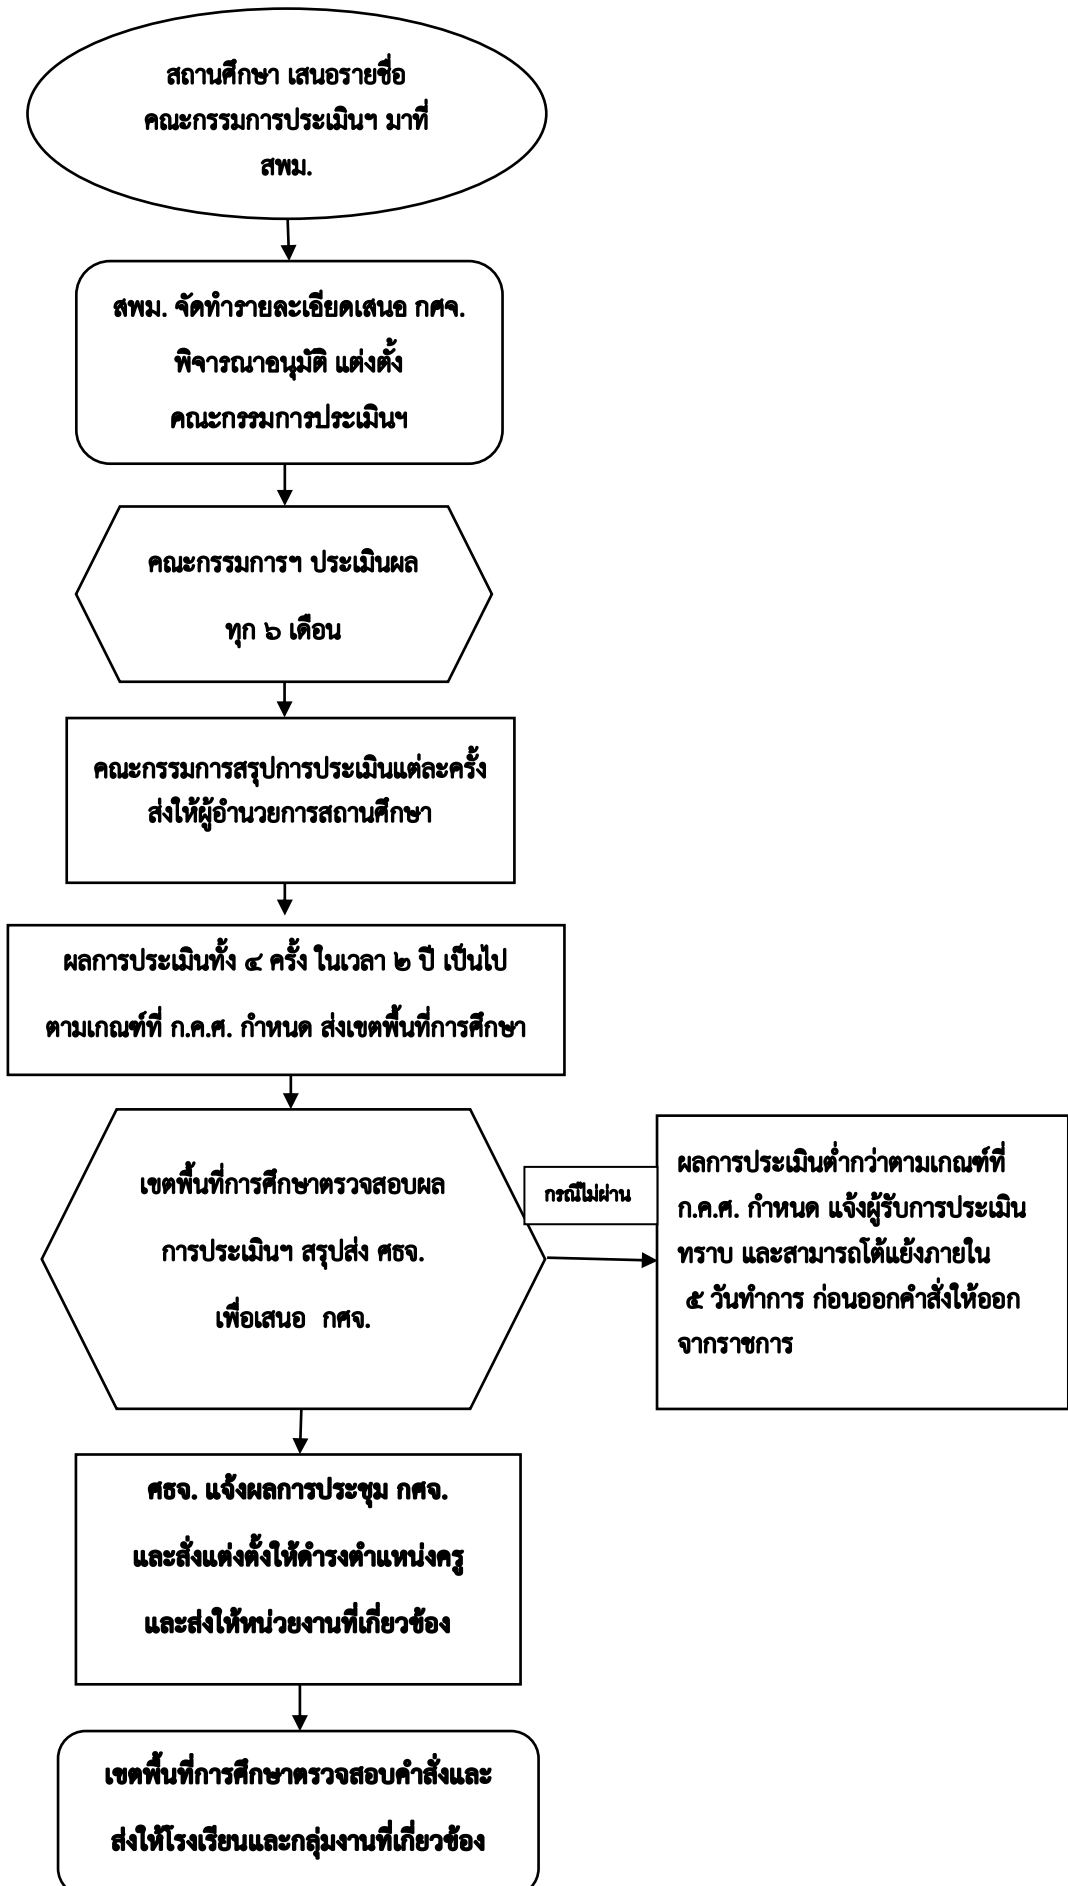 สถานศึกษา เสนอรายชื่อ
คณะกรรมการประเมินฯ มาที่
สพม.
สพม. จัดทำรายละเอียดเสนอ กศจ.
พิจารณาอนุมัติ แต่งตั้ง
คณะกรรมการประเมินฯ
คณะกรรมการฯ ประเมินผล
ทุก ๖ เดือน
คณะกรรมการสรุปการประเมินแต่ละครั้ง
ส่งให้ผู้อำนวยการสถานศึกษา
ผลการประเมินทั้ง ๔ ครั้ง ในเวลา ๒ ปี เป็นไป
ตามเกณฑ์ที่ ก.ค.ศ. กำหนด ส่งเขตพื้นที่การศึกษา
เขตพื้นที่การศึกษาตรวจสอบผล
การประเมินฯ สรุปส่ง ศธจ.
เพื่อเสนอ กศจ.
กรณีไม่ผ่าน
ผลการประเมินต่ำกว่าตามเกณฑ์ที่
ก.ค.ศ. กำหนด แจ้งผู้รับการประเมิน
ทราบ และสามารถโต้แย้งภายใน
๕ วันทำการ ก่อนออกคำสั่งให้ออก
จากราชการ
ศธจ. แจ้งผลการประชุม กศจ.
และสั่งแต่งตั้งให้ดำรงตำแหน่งครู
และส่งให้หน่วยงานที่เกี่ยวข้อง
เขตพื้นที่การศึกษาตรวจสอบคำสั่งและ
ส่งให้โรงเรียนและกลุ่มงานที่เกี่ยวข้อง